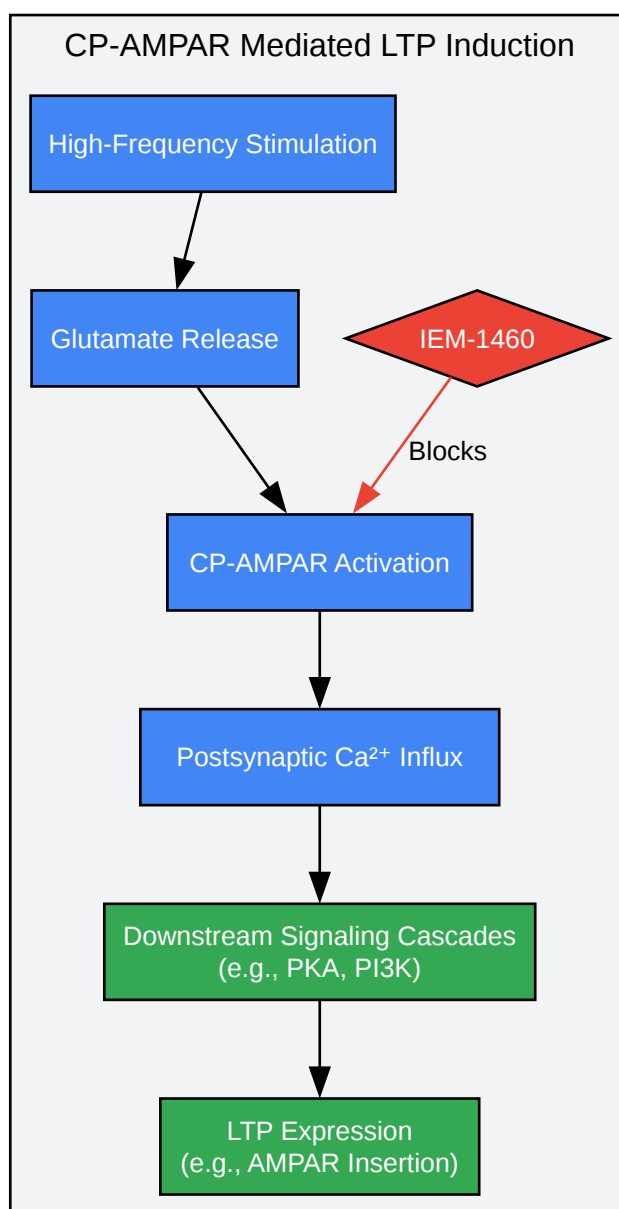 CP-AMPAR Mediated LTP Induction
High-Frequency Stimulation
Glutamate Release
IEM-1460
Blocks
CP-AMPAR Activation
Postsynaptic Ca²⁺ Influx
Downstream Signaling Cascades
(e.g., PKA, PI3K)
LTP Expression
(e.g., AMPAR Insertion)